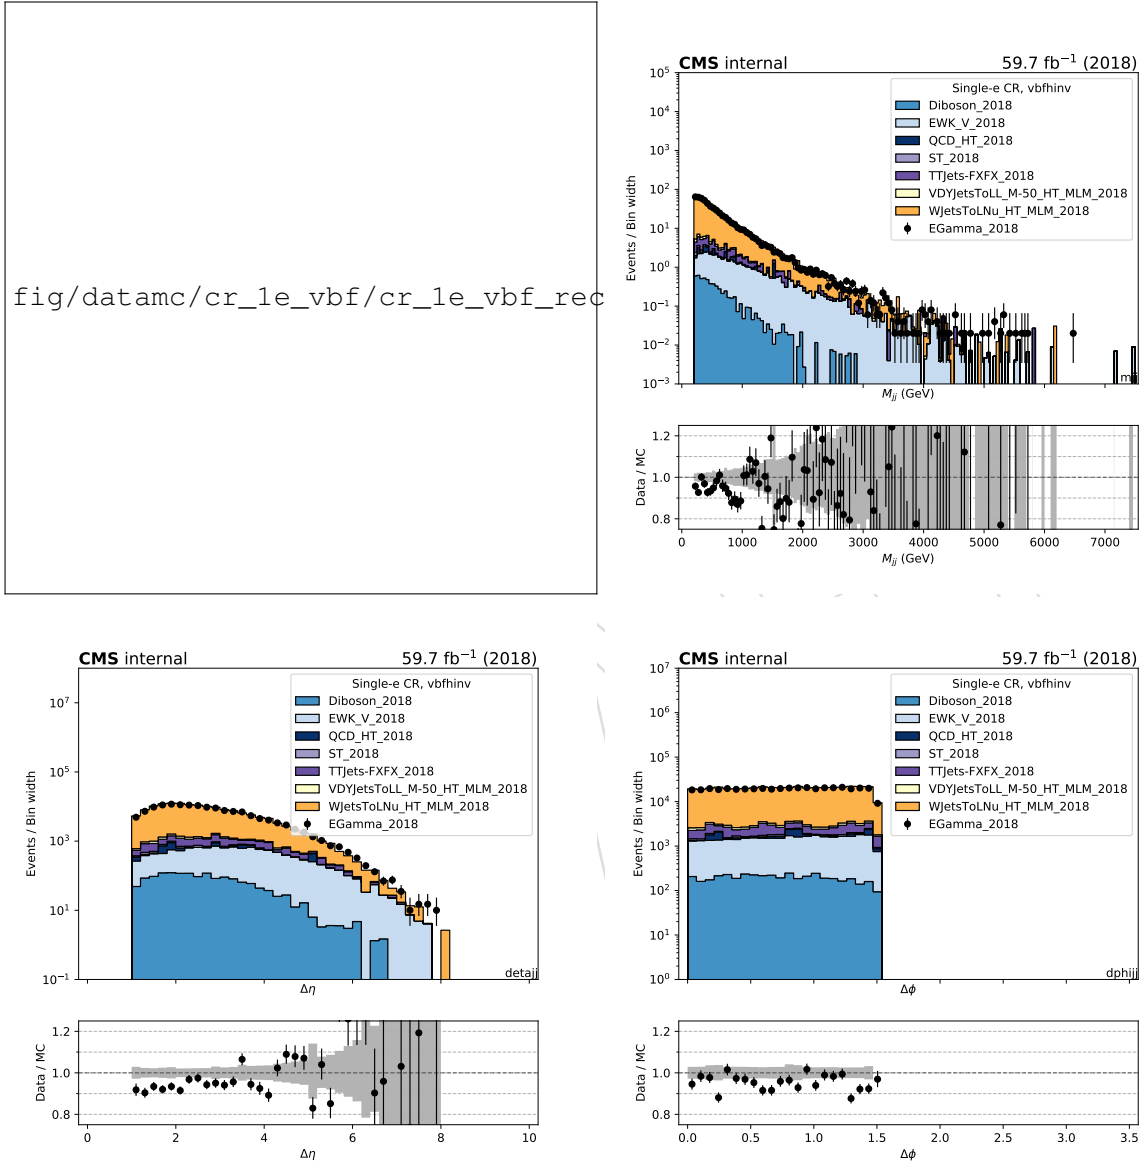 fig/datamc/cr_1e_vbf/cr_1e_vbf_rec
CMS internal 59.7 fb⁻¹ (2018)
10⁵
10⁴
10³
10²
10¹
10⁰
10⁻¹
10⁻²
10⁻³
Events / Bin width
Single-e CR, vbfhinv
Diboson_2018
EWK_V_2018
QCD_HT_2018
ST_2018
TTJets-FXFX_2018
VDYJetsToLL_M-50_HT_MLM_2018
WJetsToLNu_HT_MLM_2018
EGamma_2018
M_jj (GeV)
1.2
1.0
0.8
Data / MC
0 1000 2000 3000 4000 5000 6000 7000
M_jj (GeV)
CMS internal 59.7 fb⁻¹ (2018)
10⁷
10⁵
10³
10¹
10⁻¹
Events / Bin width
Single-e CR, vbfhinv
Diboson_2018
EWK_V_2018
QCD_HT_2018
ST_2018
TTJets-FXFX_2018
VDYJetsToLL_M-50_HT_MLM_2018
WJetsToLNu_HT_MLM_2018
EGamma_2018
detajj
Δη
1.2
1.0
0.8
Data / MC
0 2 4 6 8 10
Δη
CMS internal 59.7 fb⁻¹ (2018)
10⁷
10⁶
10⁵
10⁴
10³
10²
10¹
10⁰
Events / Bin width
Single-e CR, vbfhinv
Diboson_2018
EWK_V_2018
QCD_HT_2018
ST_2018
TTJets-FXFX_2018
VDYJetsToLL_M-50_HT_MLM_2018
WJetsToLNu_HT_MLM_2018
EGamma_2018
dphijj
Δϕ
1.2
1.0
0.8
Data / MC
0.0 0.5 1.0 1.5 2.0 2.5 3.0 3.5
Δϕ